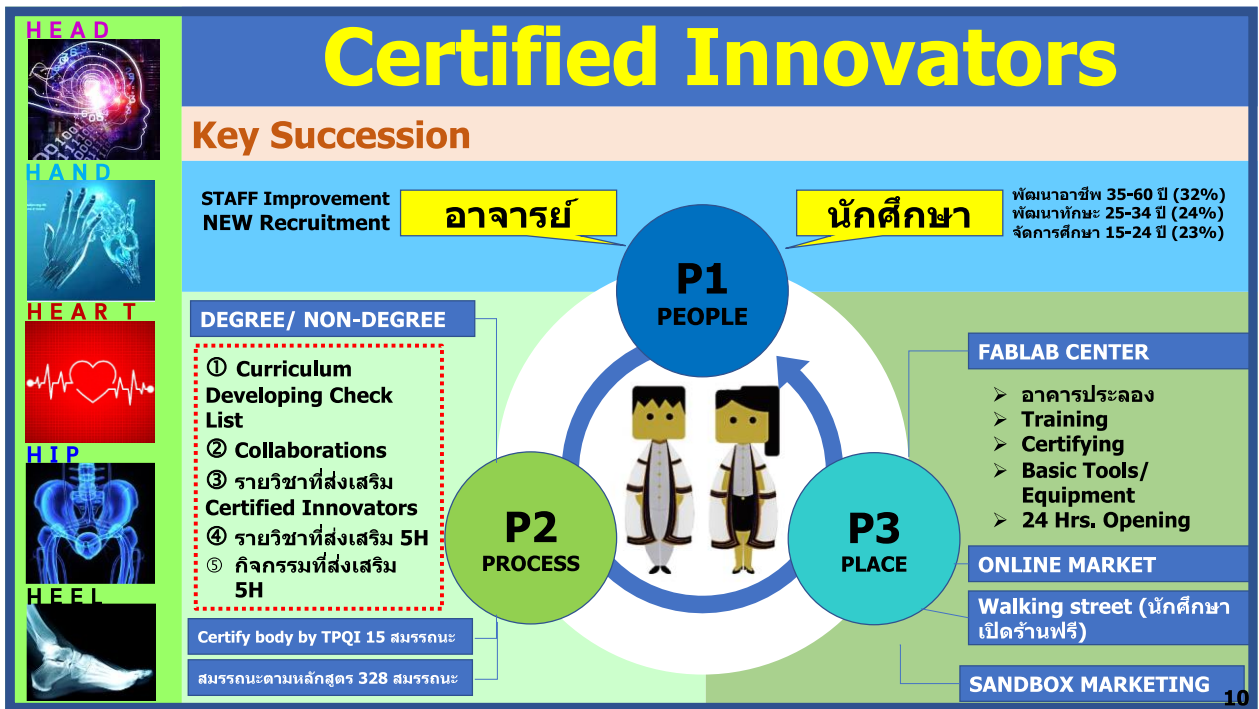 HEAD
HAND
HEART
HIP
HEEL
Certified Innovators
Key Succession
STAFF Improvement
NEW Recruitment
อาจารย์
นักศึกษา
พัฒนาอาชีพ 35-60 ปี (32%)
พัฒนาทักษะ 25-34 ปี (24%)
จัดการศึกษา 15-24 ปี (23%)
P1
PEOPLE
DEGREE/ NON-DEGREE
① Curriculum
Developing Check
List
② Collaborations
③ รายวิชาที่ส่งเสริม
Certified Innovators
④ รายวิชาที่ส่งเสริม 5H
⑤ กิจกรรมที่ส่งเสริม
5H
Certify body by TPQI 15 สมรรถนะ
สมรรถนะตามหลักสูตร 328 สมรรถนะ
P2
PROCESS
P3
PLACE
FABLAB CENTER
➢ อาคารประลอง
➢ Training
➢ Certifying
➢ Basic Tools/
Equipment
➢ 24 Hrs. Opening
ONLINE MARKET
Walking street (นักศึกษา
เปิดร้านฟรี)
SANDBOX MARKETING
10